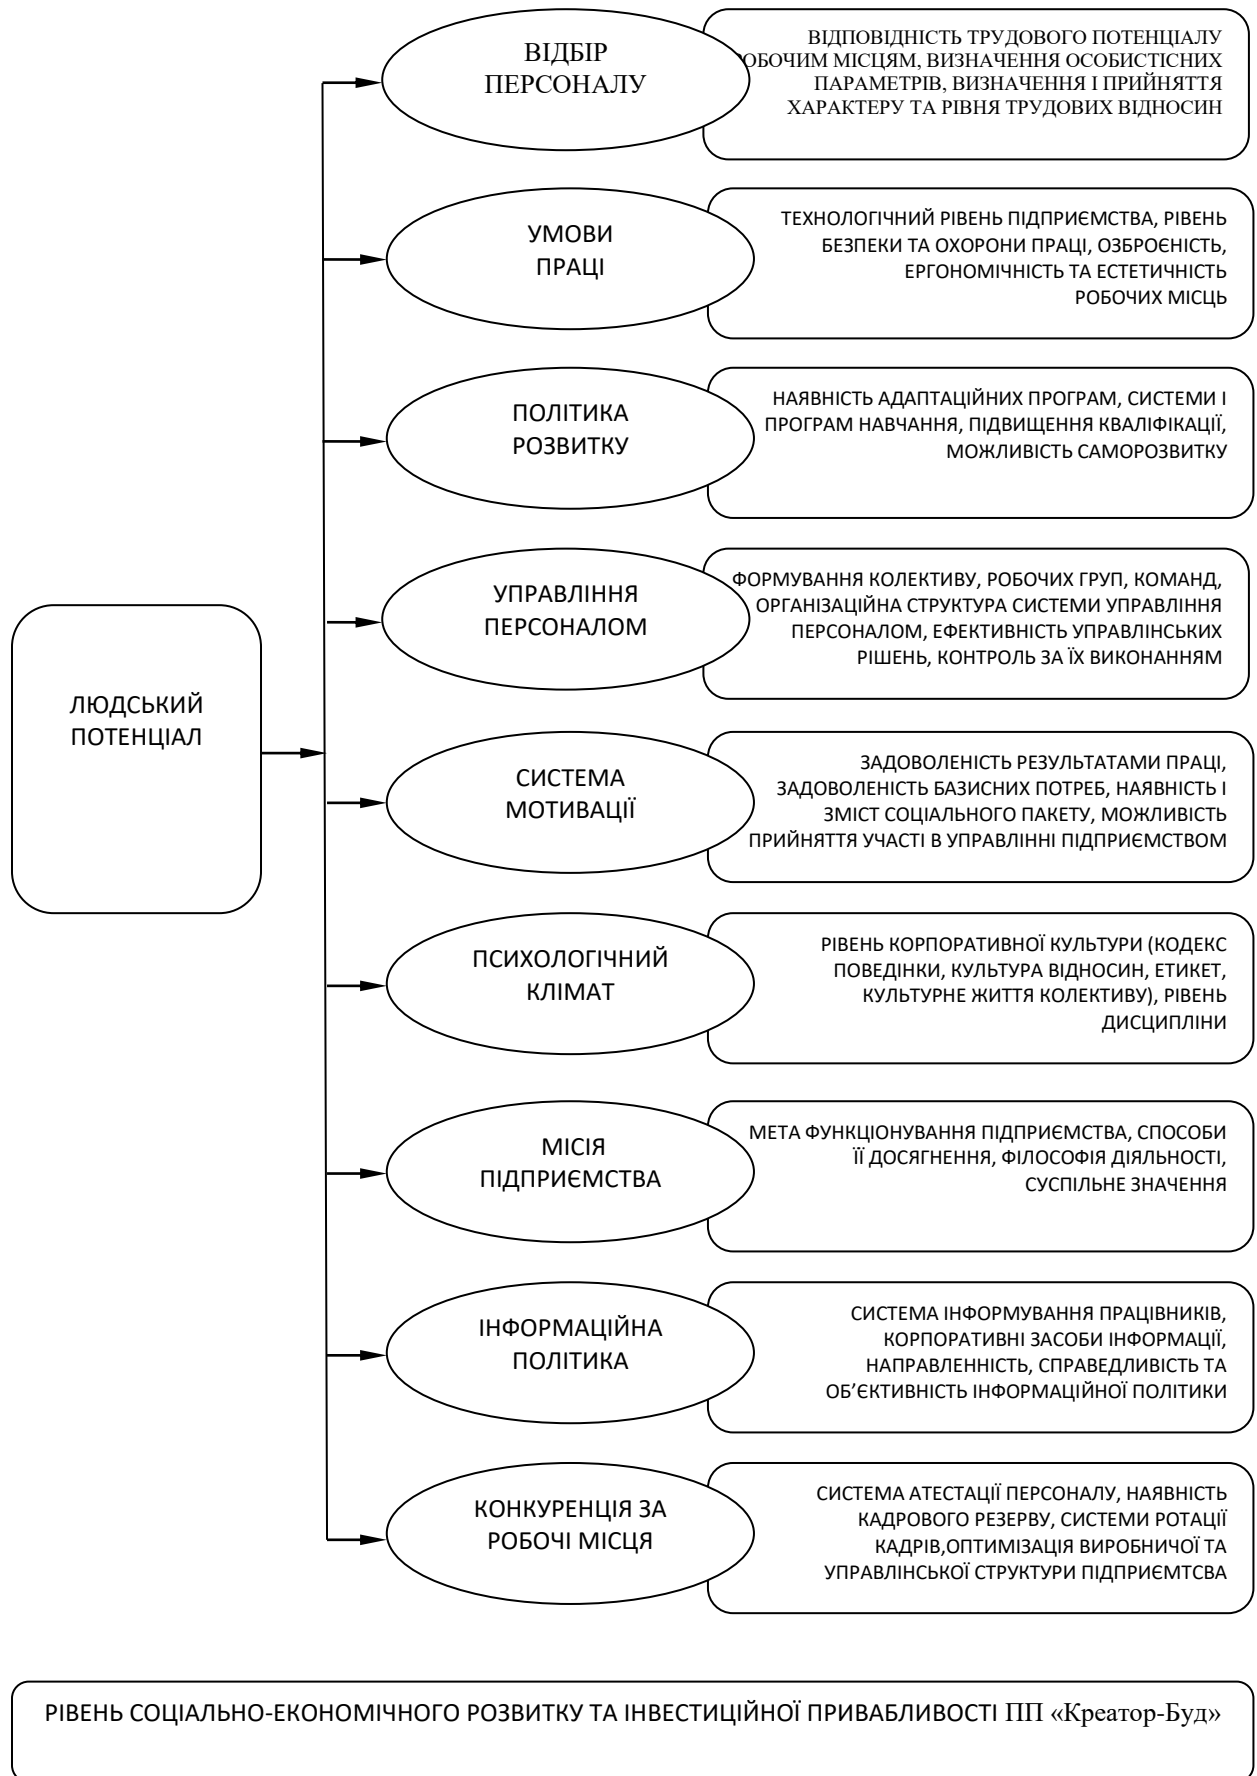 ВІДБІР
ПЕРСОНАЛУ
ВІДПОВІДНІСТЬ ТРУДОВОГО ПОТЕНЦІАЛУ
РОБОЧИМ МІСЦЯМ, ВИЗНАЧЕННЯ ОСОБИСТІСНИХ
ПАРАМЕТРІВ, ВИЗНАЧЕННЯ І ПРИЙНЯТТЯ
ХАРАКТЕРУ ТА РІВНЯ ТРУДОВИХ ВІДНОСИН
УМОВИ
ПРАЦІ
ТЕХНОЛОГІЧНИЙ РІВЕНЬ ПІДПРИЄМСТВА, РІВЕНЬ
БЕЗПЕКИ ТА ОХОРОНИ ПРАЦІ, ОЗБРОЄНІСТЬ,
ЕРГОНОМІЧНІСТЬ ТА ЕСТЕТИЧНІСТЬ
РОБОЧИХ МІСЦЬ
ПОЛІТИКА
РОЗВИТКУ
НАЯВНІСТЬ АДАПТАЦІЙНИХ ПРОГРАМ, СИСТЕМИ І
ПРОГРАМ НАВЧАННЯ, ПІДВИЩЕННЯ КВАЛІФІКАЦІЇ,
МОЖЛИВІСТЬ САМОРОЗВИТКУ
УПРАВЛІННЯ
ПЕРСОНАЛОМ
ФОРМУВАННЯ КОЛЕКТИВУ, РОБОЧИХ ГРУП, КОМАНД,
ОРГАНІЗАЦІЙНА СТРУКТУРА СИСТЕМИ УПРАВЛІННЯ
ПЕРСОНАЛОМ, ЕФЕКТИВНІСТЬ УПРАВЛІНСЬКИХ
РІШЕНЬ, КОНТРОЛЬ ЗА ЇХ ВИКОНАННЯМ
ЛЮДСЬКИЙ
ПОТЕНЦІАЛ
СИСТЕМА
МОТИВАЦІЇ
ЗАДОВОЛЕНІСТЬ РЕЗУЛЬТАТАМИ ПРАЦІ,
ЗАДОВОЛЕНІСТЬ БАЗИСНИХ ПОТРЕБ, НАЯВНІСТЬ І
ЗМІСТ СОЦІАЛЬНОГО ПАКЕТУ, МОЖЛИВІСТЬ
ПРИЙНЯТТЯ УЧАСТІ В УПРАВЛІННІ ПІДПРИЄМСТВОМ
ПСИХОЛОГІЧНИЙ
КЛІМАТ
РІВЕНЬ КОРПОРАТИВНОЇ КУЛЬТУРИ (КОДЕКС
ПОВЕДІНКИ, КУЛЬТУРА ВІДНОСИН, ЕТИКЕТ,
КУЛЬТУРНЕ ЖИТТЯ КОЛЕКТИВУ), РІВЕНЬ
ДИСЦИПЛІНИ
МІСІЯ
ПІДПРИЄМСТВА
МЕТА ФУНКЦІОНУВАННЯ ПІДПРИЄМСТВА, СПОСОБИ
ЇЇ ДОСЯГНЕННЯ, ФІЛОСОФІЯ ДІЯЛЬНОСТІ,
СУСПІЛЬНЕ ЗНАЧЕННЯ
ІНФОРМАЦІЙНА
ПОЛІТИКА
СИСТЕМА ІНФОРМУВАННЯ ПРАЦІВНИКІВ,
КОРПОРАТИВНІ ЗАСОБИ ІНФОРМАЦІЇ,
НАПРАВЛЕННІСТЬ, СПРАВЕДЛИВІСТЬ ТА
ОБ’ЄКТИВНІСТЬ ІНФОРМАЦІЙНОЇ ПОЛІТИКИ
КОНКУРЕНЦІЯ ЗА
РОБОЧІ МІСЦЯ
СИСТЕМА АТЕСТАЦІЇ ПЕРСОНАЛУ, НАЯВНІСТЬ
КАДРОВОГО РЕЗЕРВУ, СИСТЕМИ РОТАЦІЇ
КАДРІВ,ОПТИМІЗАЦІЯ ВИРОБНИЧОЇ ТА
УПРАВЛІНСЬКОЇ СТРУКТУРИ ПІДПРИЄМТСВА
РІВЕНЬ СОЦІАЛЬНО-ЕКОНОМІЧНОГО РОЗВИТКУ ТА ІНВЕСТИЦІЙНОЇ ПРИВАБЛИВОСТІ ПП «Креатор-Буд»